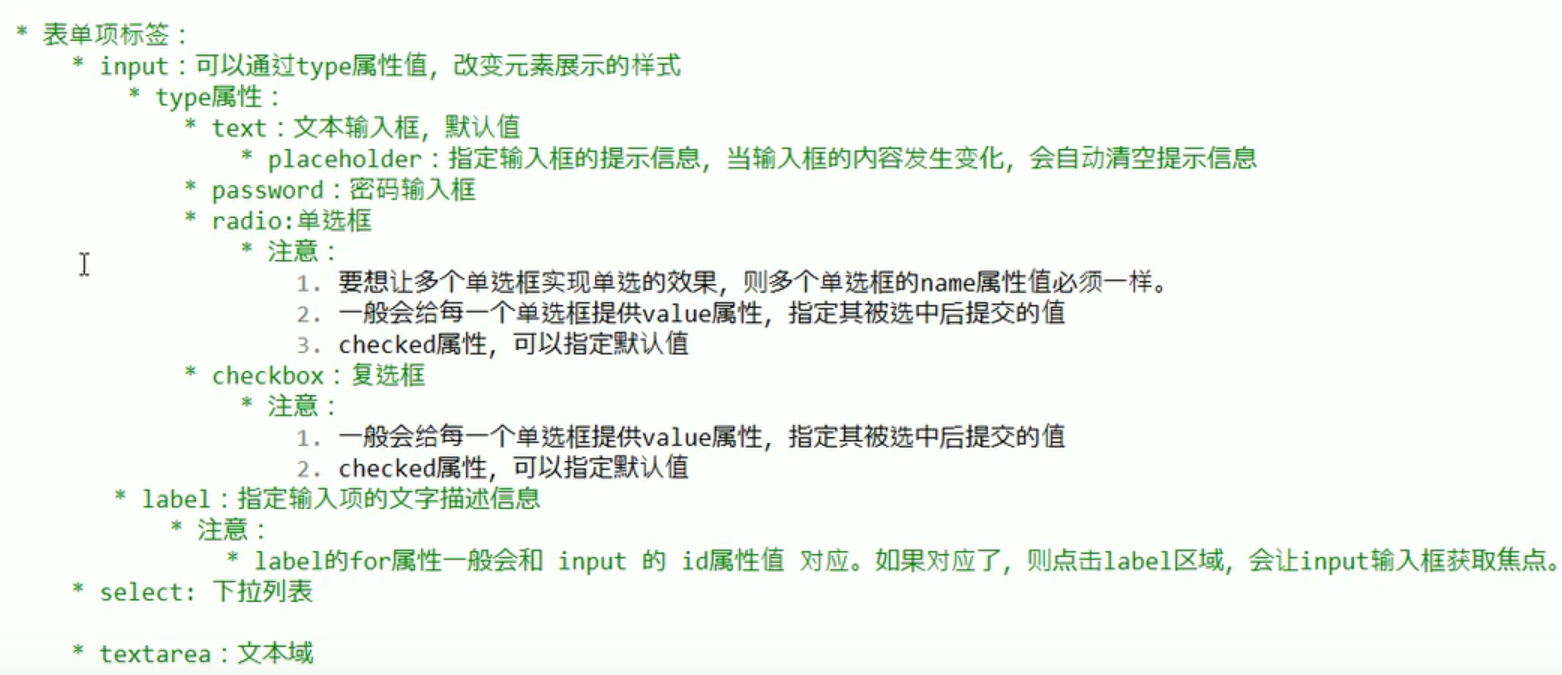 * 表单项标签：
* input：可以通过type属性值，改变元素展示的样式
* type属性：
* text：文本输入框，默认值
* placeholder：指定输入框的提示信息，当输入框的内容发生变化，会自动清空提示信息
* password：密码输入框
* radio:单选框
* 注意：
1. 要想让多个单选框实现单选的效果，则多个单选框的name属性值必须一样。
2. 一般会给每一个单选框提供value属性，指定其被选中后提交的值
3. checked属性，可以指定默认值
* checkbox：复选框
* 注意：
1. 一般会给每一个单选框提供value属性，指定其被选中后提交的值
2. checked属性，可以指定默认值
* label：指定输入项的文字描述信息
* 注意：
* label的for属性一般会和 input 的 id属性值 对应。如果对应了，则点击label区域，会让input输入框获取焦点。
* select: 下拉列表
* textarea：文本域